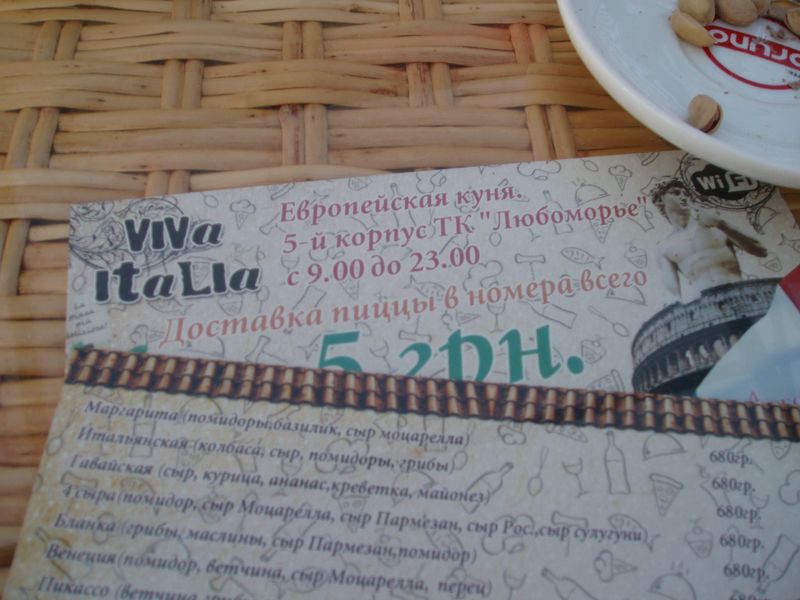 VIVa
ItaLIa
Европейская куня.
5-й корпус ТК "Любоморье"
с 9.00 до 23.00
Доставка пиццы в номера всего
5 грн.
Wi Fi
Маргарита (помидоры,базилик, сыр моцарелла)
680гр.
Итальянская (колбаса, сыр, помидоры, грибы)
680гр.
Гавайская (сыр, курица, ананас,креветка, майонез)
680гр.
4 сыра(помидор, сыр Моцарелла, сыр Пармезан, сыр Рос.,сыр сулугуни)
680гр.
Бланка (грибы, маслины, сыр Пармезан,помидор)
680гр.
Венеция(помидор, ветчина, сыр Моцарелла, перец)
Пикассо (ветчина,